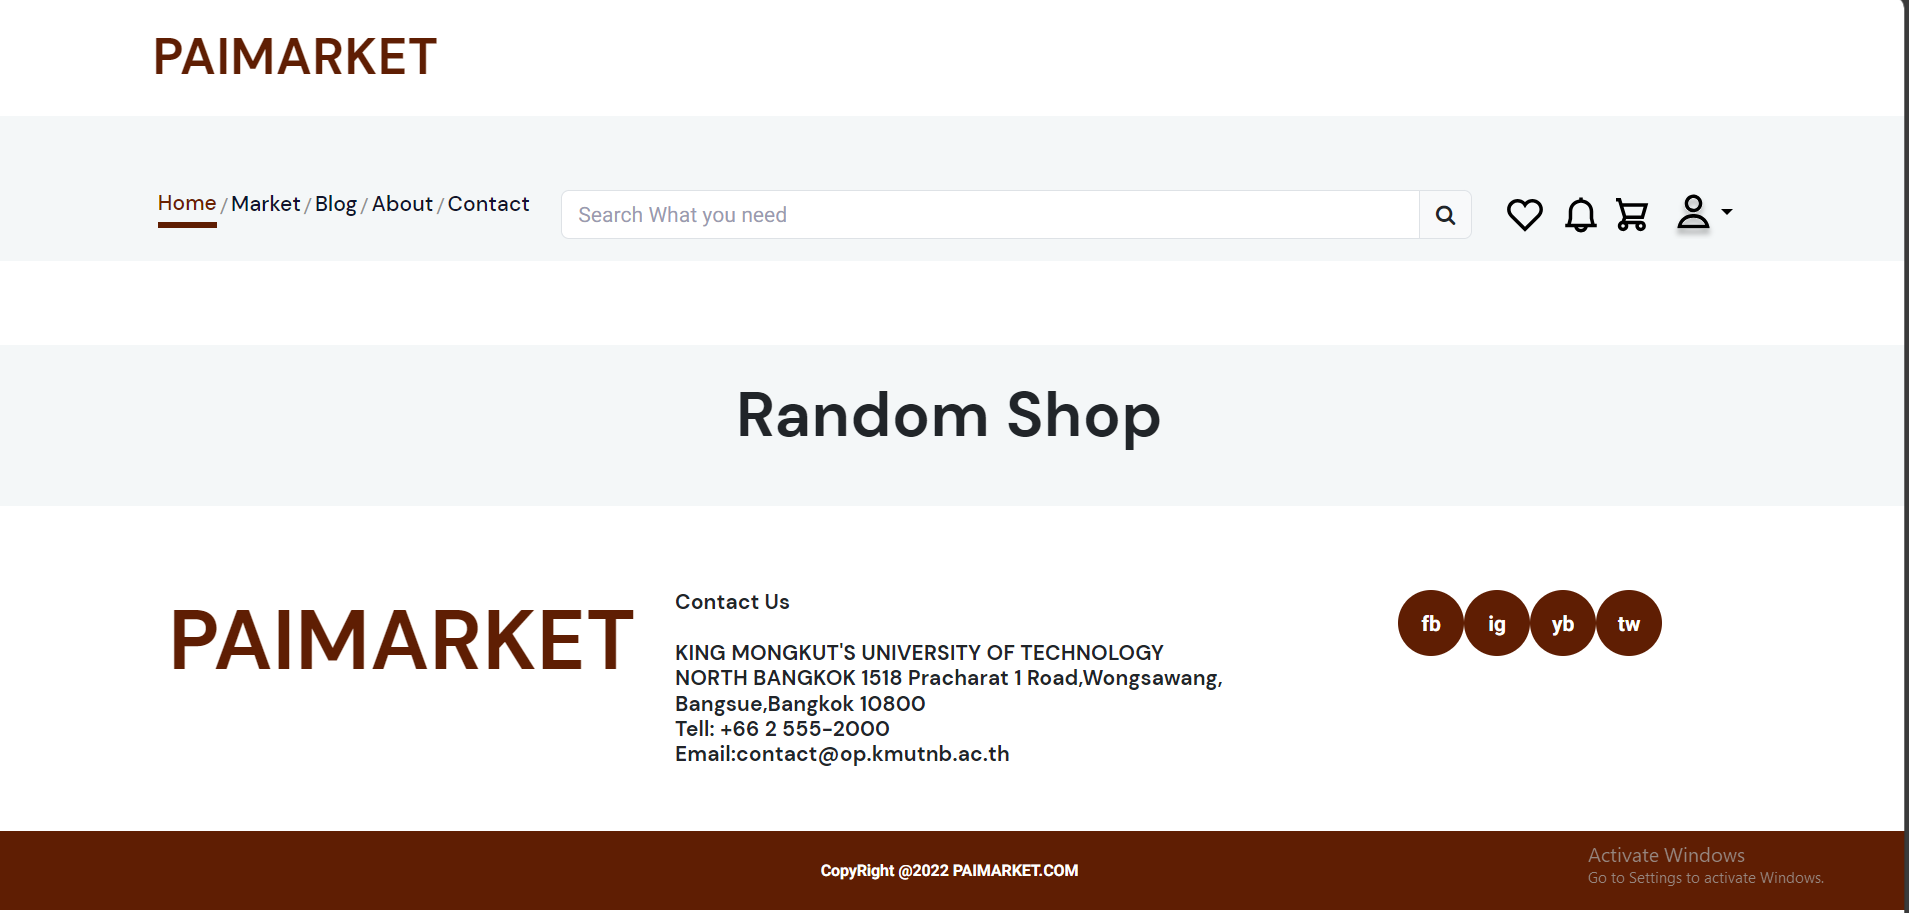 PAIMARKET
Home / Market / Blog / About / Contact
Search What you need
Random Shop
PAIMARKET
Contact Us
KING MONGKUT'S UNIVERSITY OF TECHNOLOGY
NORTH BANGKOK 1518 Pracharat 1 Road,Wongsawang,
Bangsue,Bangkok 10800
Tell: +66 2 555-2000
Email:contact@op.kmutnb.ac.th
fb ig yb tw
CopyRight @2022 PAIMARKET.COM
Activate Windows
Go to Settings to activate Windows.